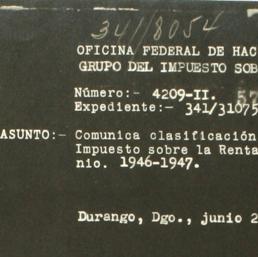 341/8054
OFICINA FEDERAL DE HAC
GRUPO DEL IMPUESTO SOB
Número:- 4209-II. 57
Expediente:- 341/31075
ASUNTO:- Comunica clasificación
Impuesto sobre la Renta
nio. 1946-1947.
Durango, Dgo., junio 2